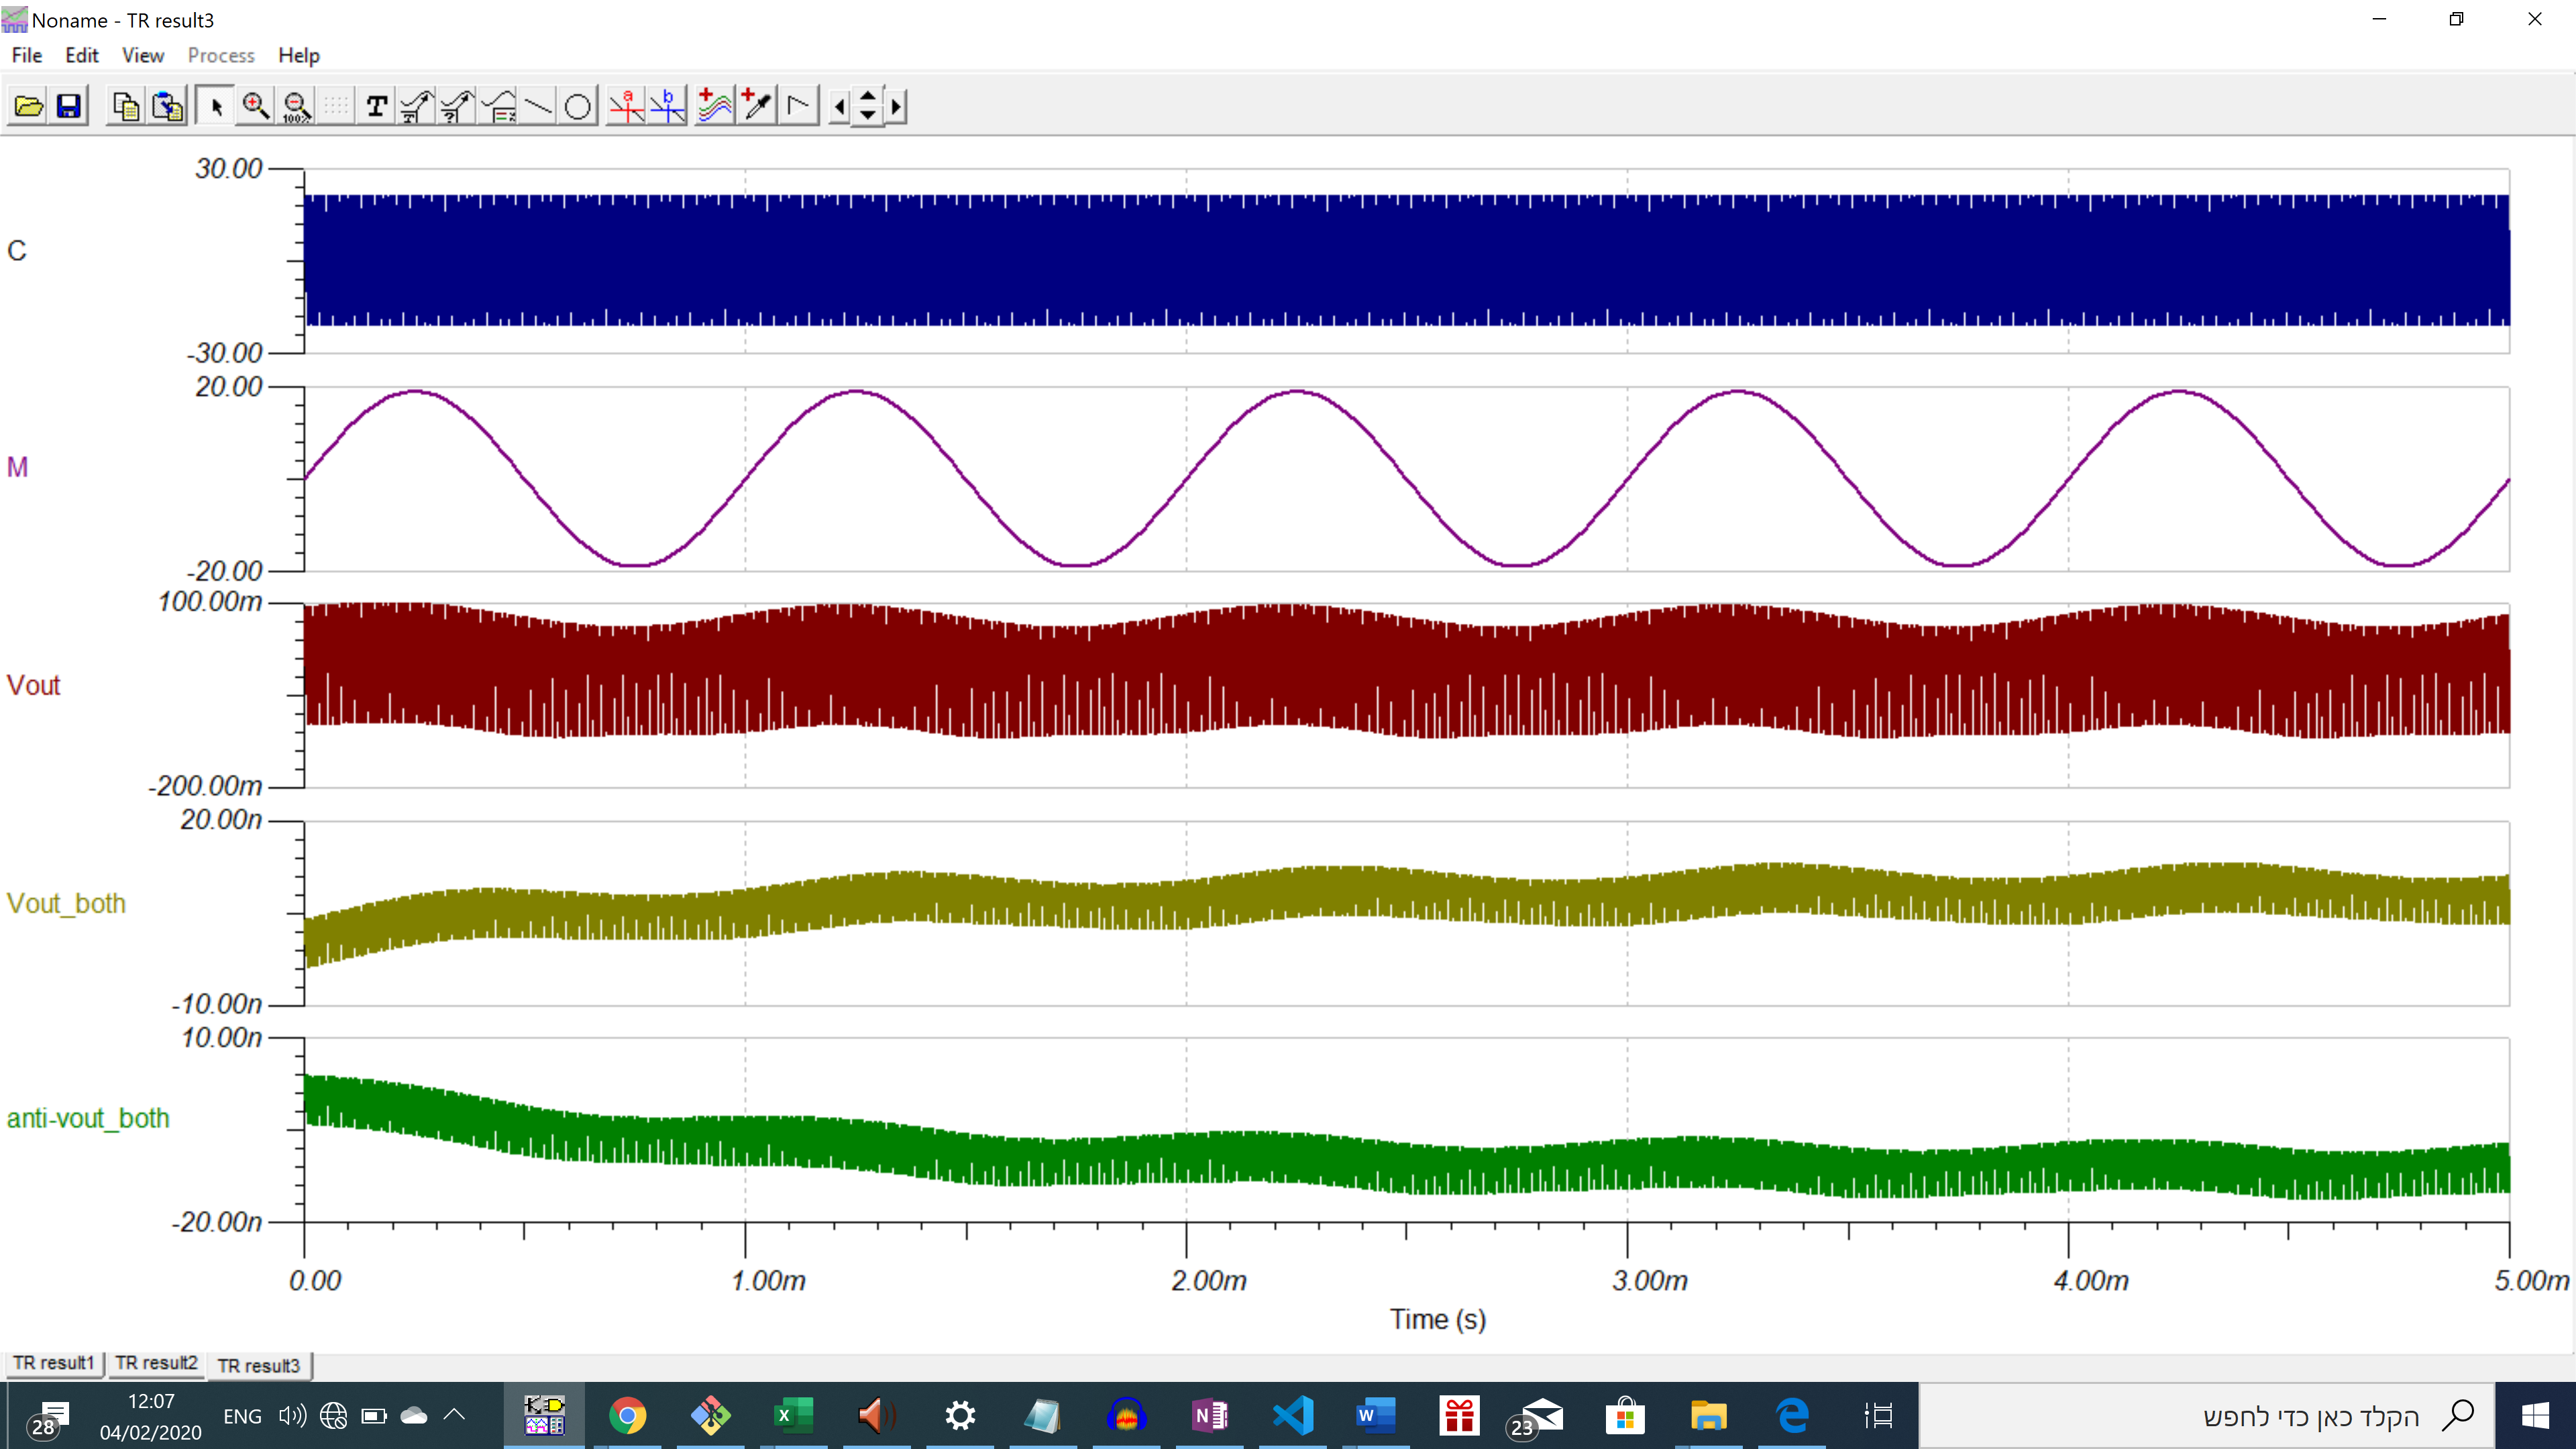 Noname - TR result3
File Edit View Process Help
100%
T
a
b
30.00
C
-30.00
20.00
M
-20.00
100.00m
Vout
-200.00m
20.00n
Vout_both
-10.00n
10.00n
anti-vout_both
-20.00n
0.00 1.00m 2.00m 3.00m 4.00m 5.00m
Time (s)
TR result1 TR result2 TR result3
28
12:07
04/02/2020
ENG
23
הקלד כאן כדי לחפש